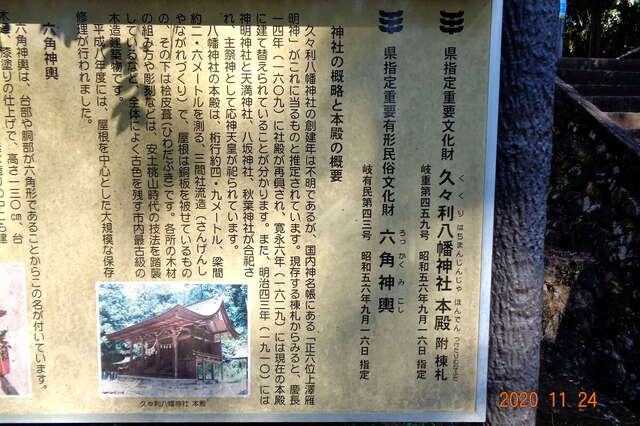 県指定重要文化財 久々利八幡神社 本殿 附 棟札
くくりはちまんじんじゃ ほんでん つけたりむなふだ
岐重第四五九号 昭和五六年九月一六日 指定
県指定重要有形民俗文化財 六角神輿
ろっかくみこし
岐有民第四三号 昭和五六年九月一六日 指定
神社の概略と本殿の概要
久々利八幡神社の創建年は不明であるが、国内神名帳にある「正六位上澤雁
明神」がこれに当るものと推定されています。現存する棟札からみると、慶長
一四年(一六〇九)に社殿が再興され、寛永六年(一六二九)には現在の本殿
に建て替えられていることが分かります。また、明治四三年(一九一〇)には
神明神社と天満神社、八坂神社、秋葉神社が合祀さ
れ、主祭神として応神天皇が祀られています。
八幡神社の本殿は、桁行約四・九メートル、梁間
約二・六メートルを測る、三間社流造(さんげんし
ゃながれづくり)で、屋根は銅板を被せているもの
の、その下は桧皮葺(ひわだぶき)です。各所の木材
の組み方や彫刻などは、安土桃山時代の技法を踏襲
しているなど、全体によく古色を残す市内最古級の
木造建築物です。
平成八年度には、屋根を中心とした大規模な保存
修理が行われました。
久々利八幡神社 本殿
六角神輿
六角神輿は、台部や胴部が六角形であることからこの名が付いています。
木造、漆塗りの仕上げで、高さ二三〇㎝、台
2020 11 24